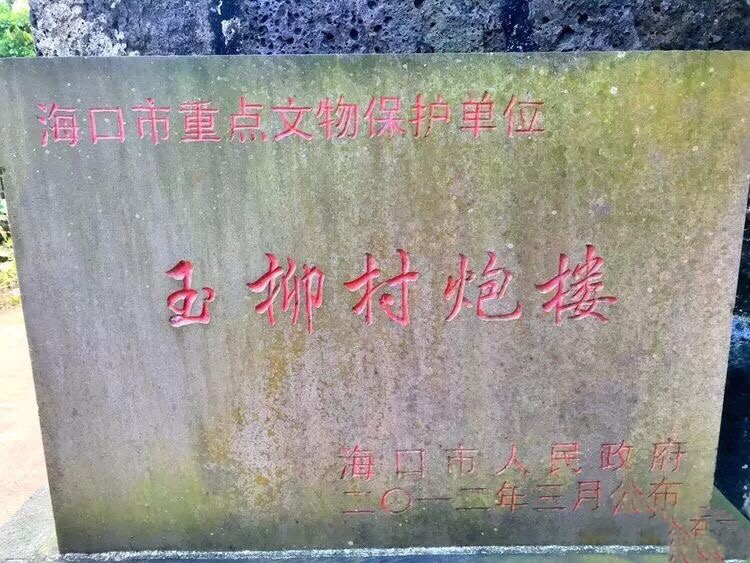 海口市重点文物保护单位
玉柳村炮楼
海口市人民政府
二〇一二年三月公布